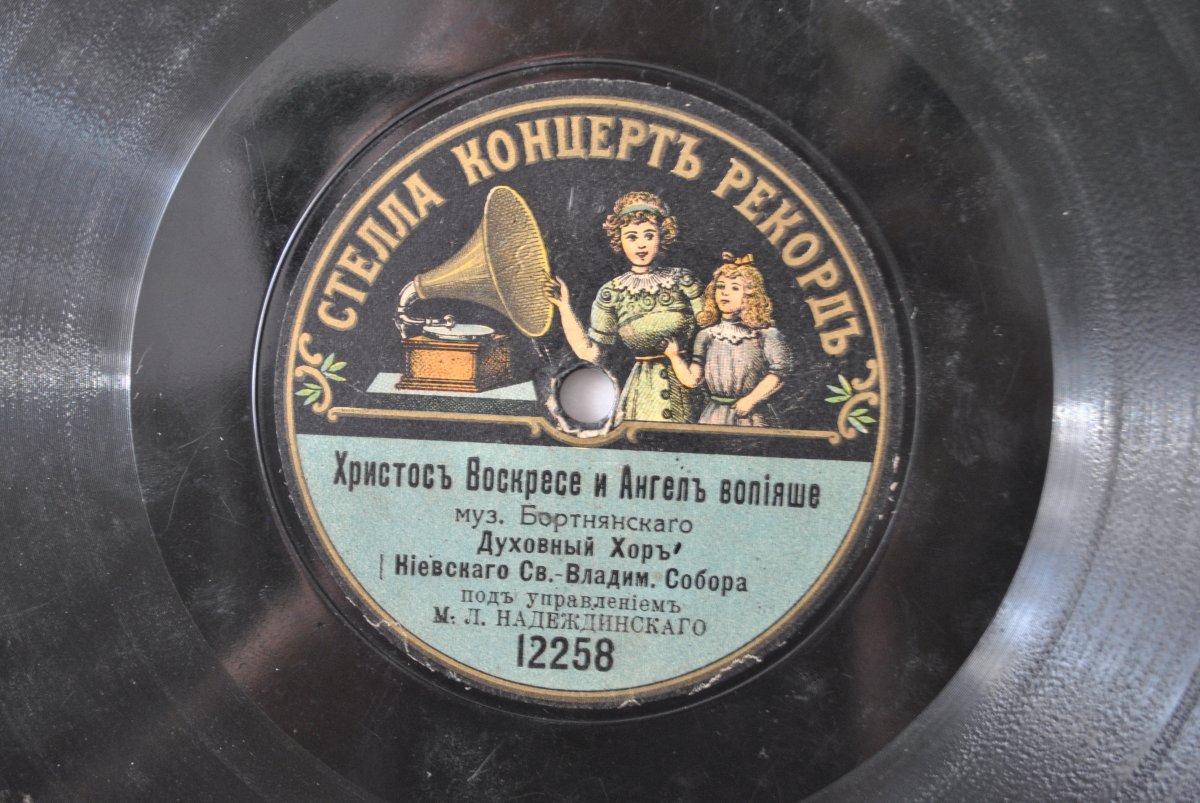 СТЕЛЛА КОНЦЕРТЪ РЕКОРДЪ
Христосъ Воскресе и Ангелъ вопіяше
муз. Бортнянскаго
Духовный Хоръ
Кіевскаго Св.-Владим. Собора
подъ управленіемъ
М. Л. НАДЕЖДИНСКАГО
12258